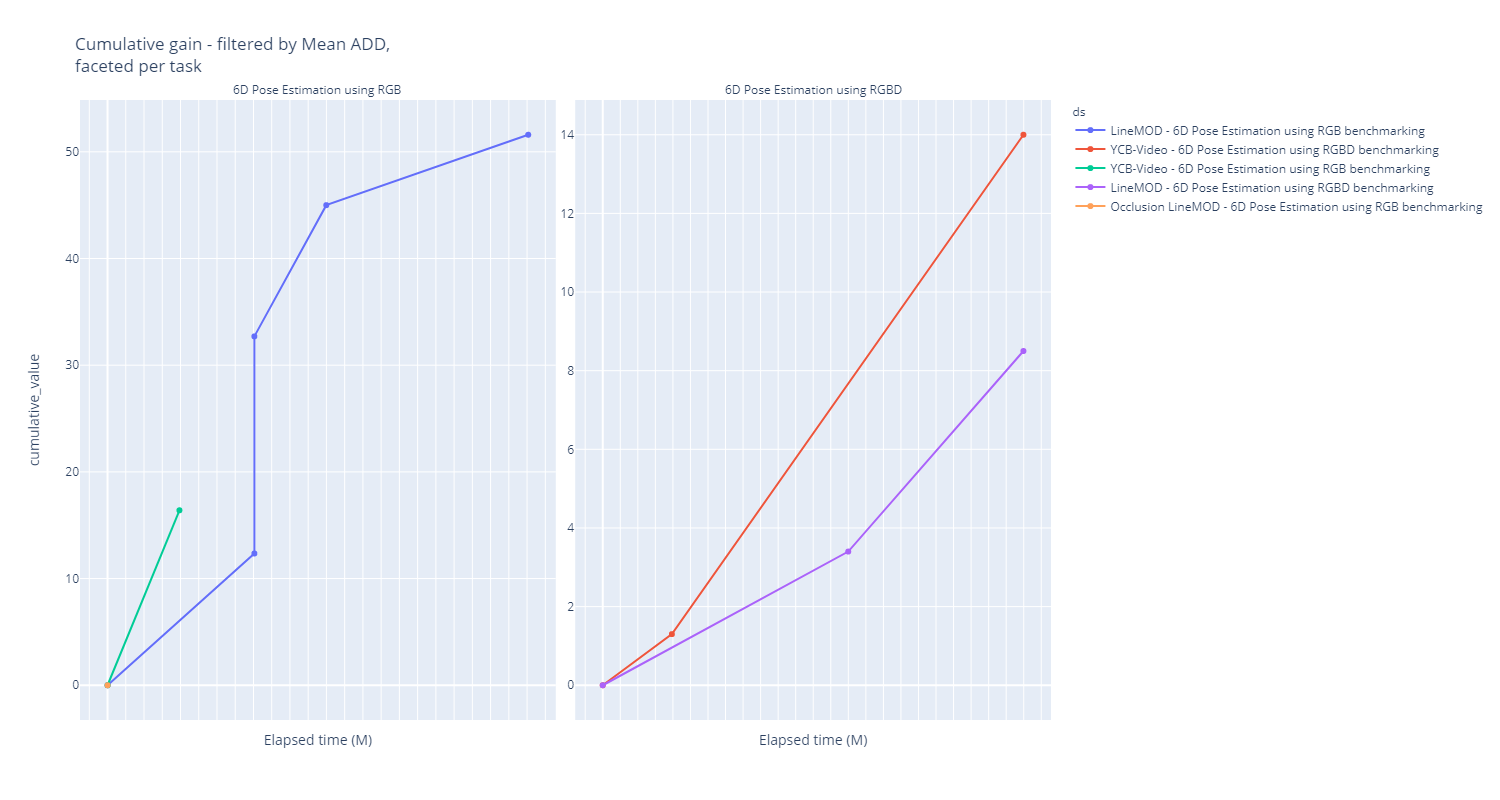 Cumulative gain - filtered by Mean ADD,
faceted per task
6D Pose Estimation using RGB
6D Pose Estimation using RGBD
cumulative_value
50
40
30
20
10
0
14
12
10
8
6
4
2
0
Elapsed time (M)
Elapsed time (M)
ds
LineMOD - 6D Pose Estimation using RGB benchmarking
YCB-Video - 6D Pose Estimation using RGBD benchmarking
YCB-Video - 6D Pose Estimation using RGB benchmarking
LineMOD - 6D Pose Estimation using RGBD benchmarking
Occlusion LineMOD - 6D Pose Estimation using RGB benchmarking